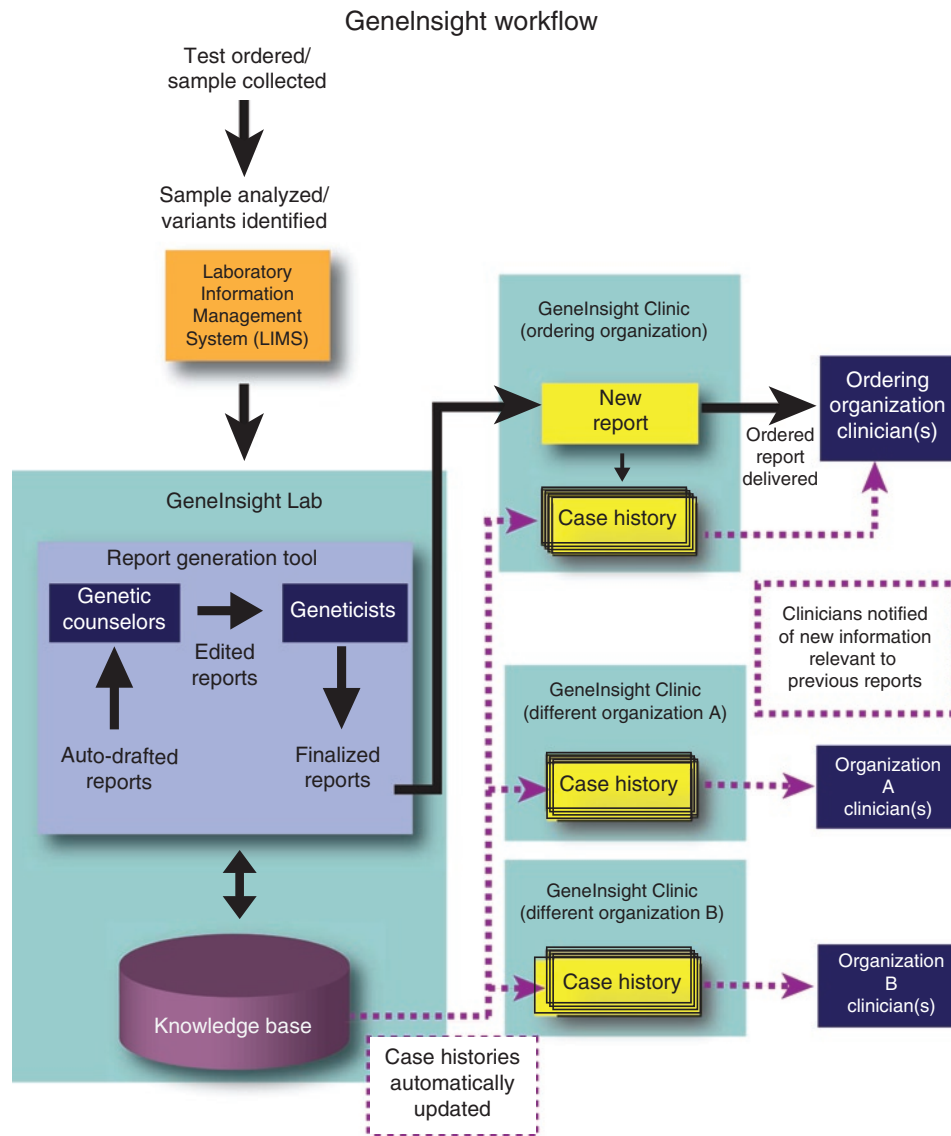 GeneInsight workflow
Test ordered/
sample collected
Sample analyzed/
variants identified
Laboratory
Information
Management
System (LIMS)
GeneInsight Lab
Report generation tool
Genetic
counselors
Edited
reports
Geneticists
Auto-drafted
reports
Finalized
reports
Knowledge base
GeneInsight Clinic
(ordering organization)
New
report
Case history
Ordered
report
delivered
Ordering
organization
clinician(s)
Clinicians notified
of new information
relevant to
previous reports
GeneInsight Clinic
(different organization A)
Case history
Organization
A
clinician(s)
GeneInsight Clinic
(different organization B)
Case history
Organization
B
clinician(s)
Case histories
automatically
updated